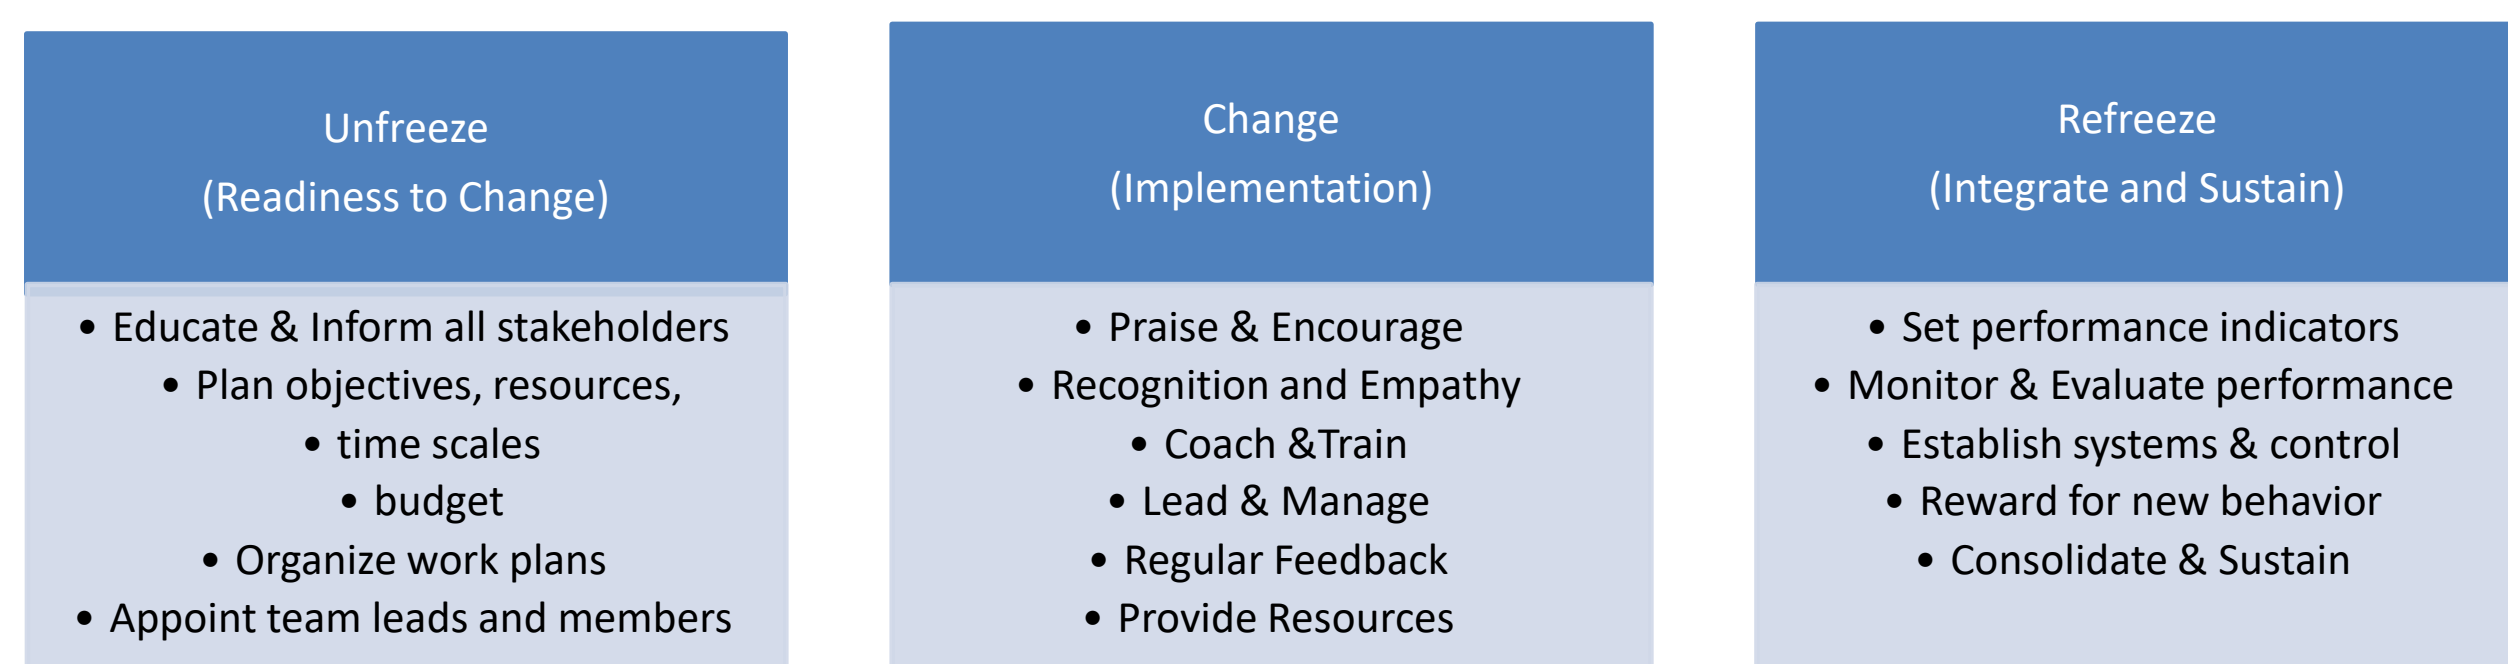 Unfreeze
(Readiness to Change)
• Educate & Inform all stakeholders
• Plan objectives, resources,
• time scales
• budget
• Organize work plans
• Appoint team leads and members
Change
(Implementation)
• Praise & Encourage
• Recognition and Empathy
• Coach &Train
• Lead & Manage
• Regular Feedback
• Provide Resources
Refreeze
(Integrate and Sustain)
• Set performance indicators
• Monitor & Evaluate performance
• Establish systems & control
• Reward for new behavior
• Consolidate & Sustain